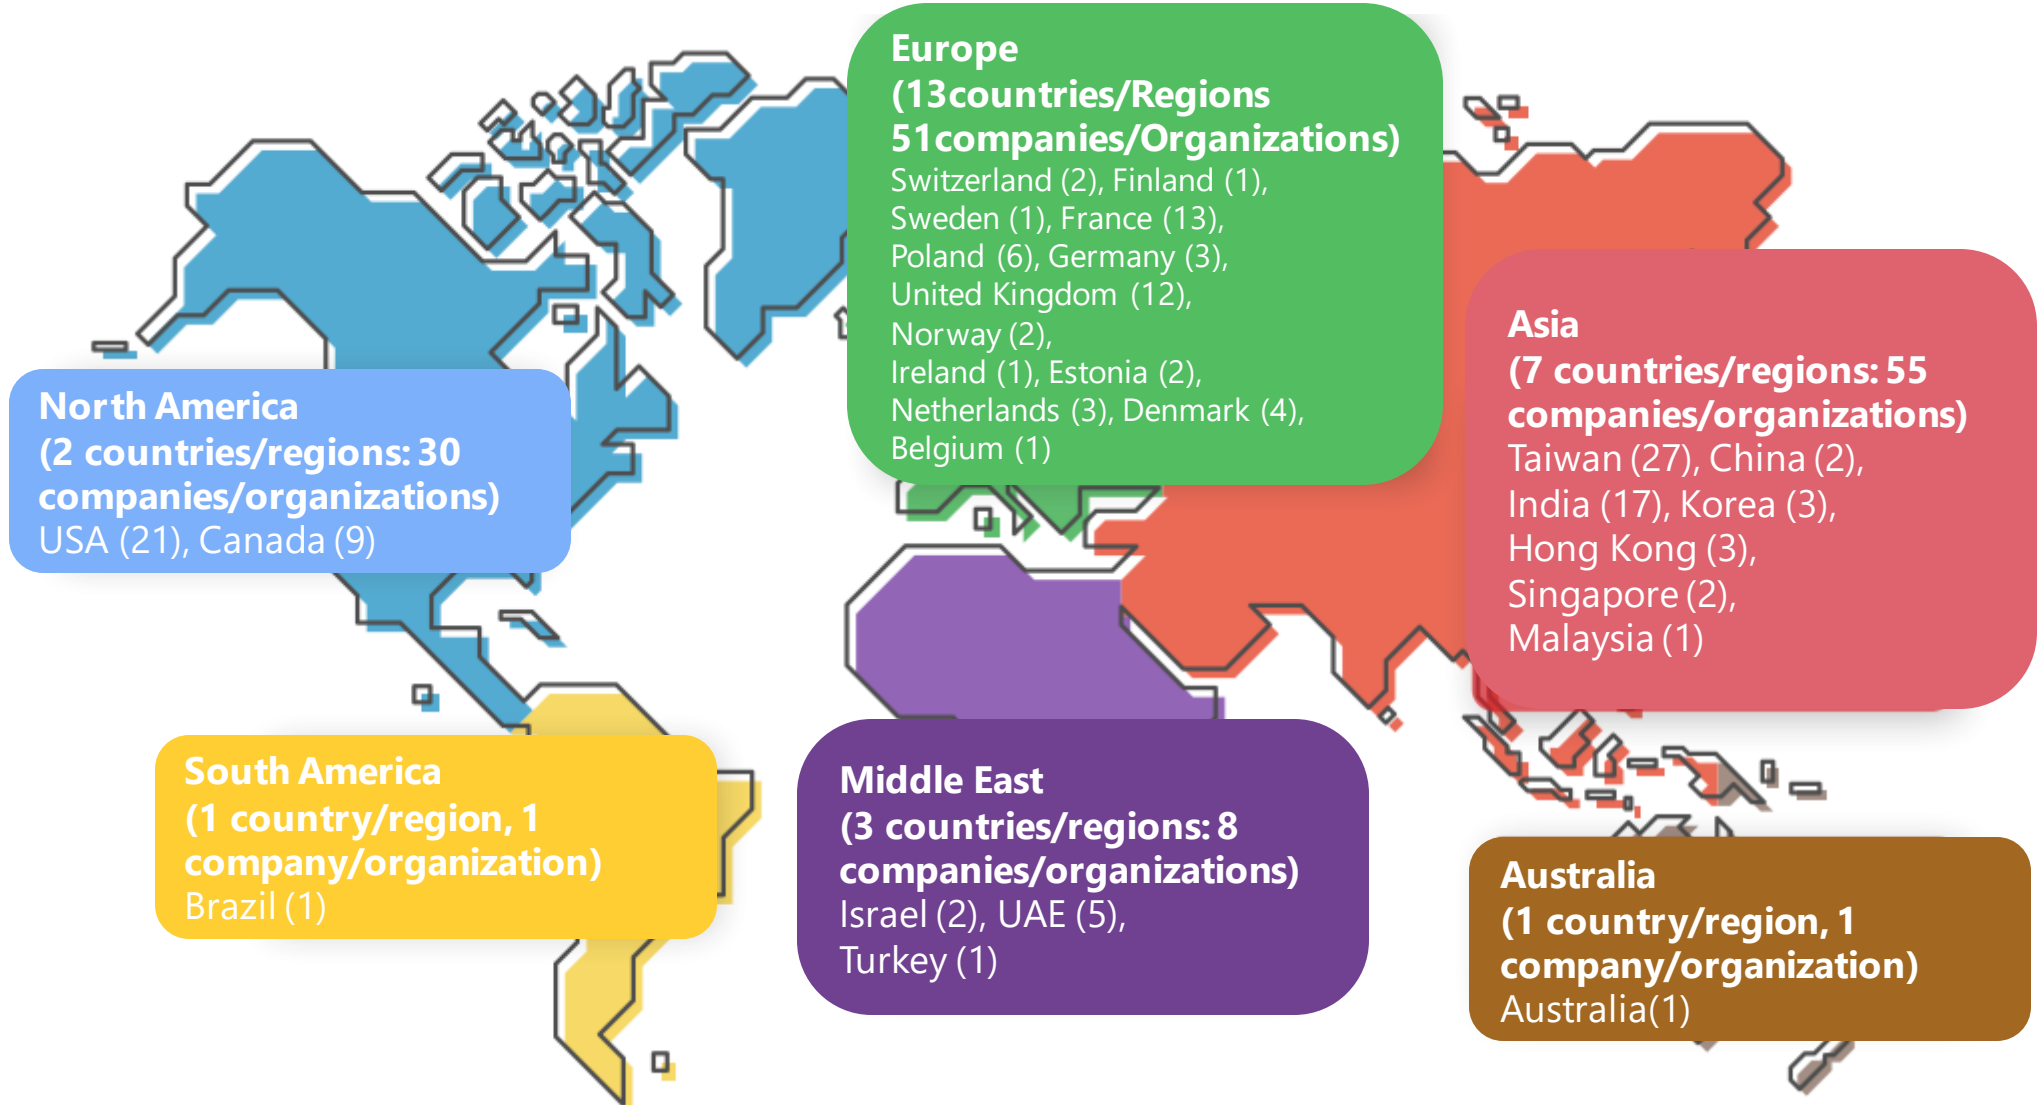 Europe
(13countries/Regions
51companies/Organizations)
Switzerland (2), Finland (1),
Sweden (1), France (13),
Poland (6), Germany (3),
United Kingdom (12),
Norway (2),
Ireland (1), Estonia (2),
Netherlands (3), Denmark (4),
Belgium (1)
Asia
(7 countries/regions: 55
companies/organizations)
Taiwan (27), China (2),
India (17), Korea (3),
Hong Kong (3),
Singapore (2),
Malaysia (1)
North America
(2 countries/regions: 30
companies/organizations)
USA (21), Canada (9)
South America
(1 country/region, 1
company/organization)
Brazil (1)
Middle East
(3 countries/regions: 8
companies/organizations)
Israel (2), UAE (5),
Turkey (1)
Australia
(1 country/region, 1
company/organization)
Australia(1)